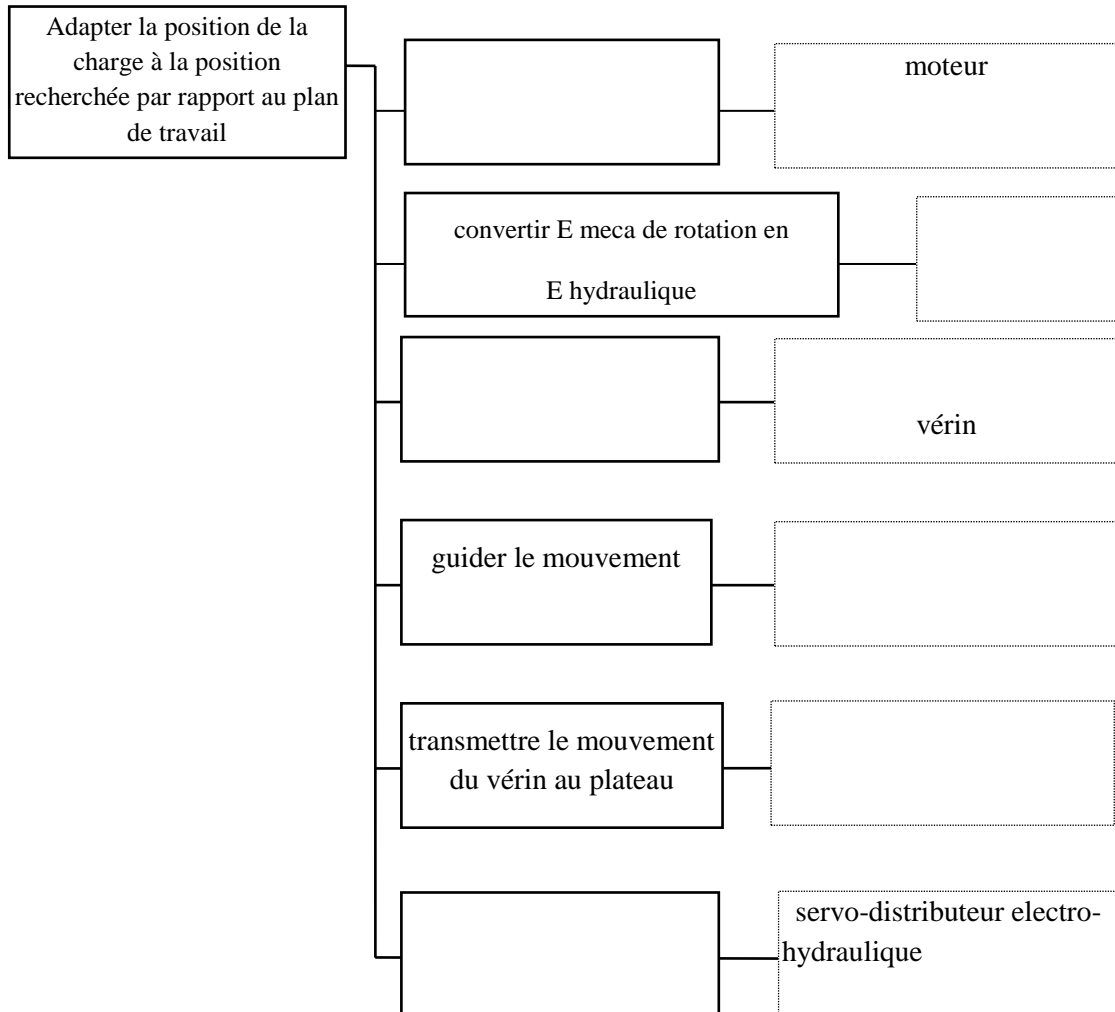 Adapter la position de la
charge à la position
recherchée par rapport au plan
de travail
moteur
convertir E meca de rotation en
E hydraulique
vérin
guider le mouvement
transmettre le mouvement
du vérin au plateau
servo-distributeur electro-
hydraulique